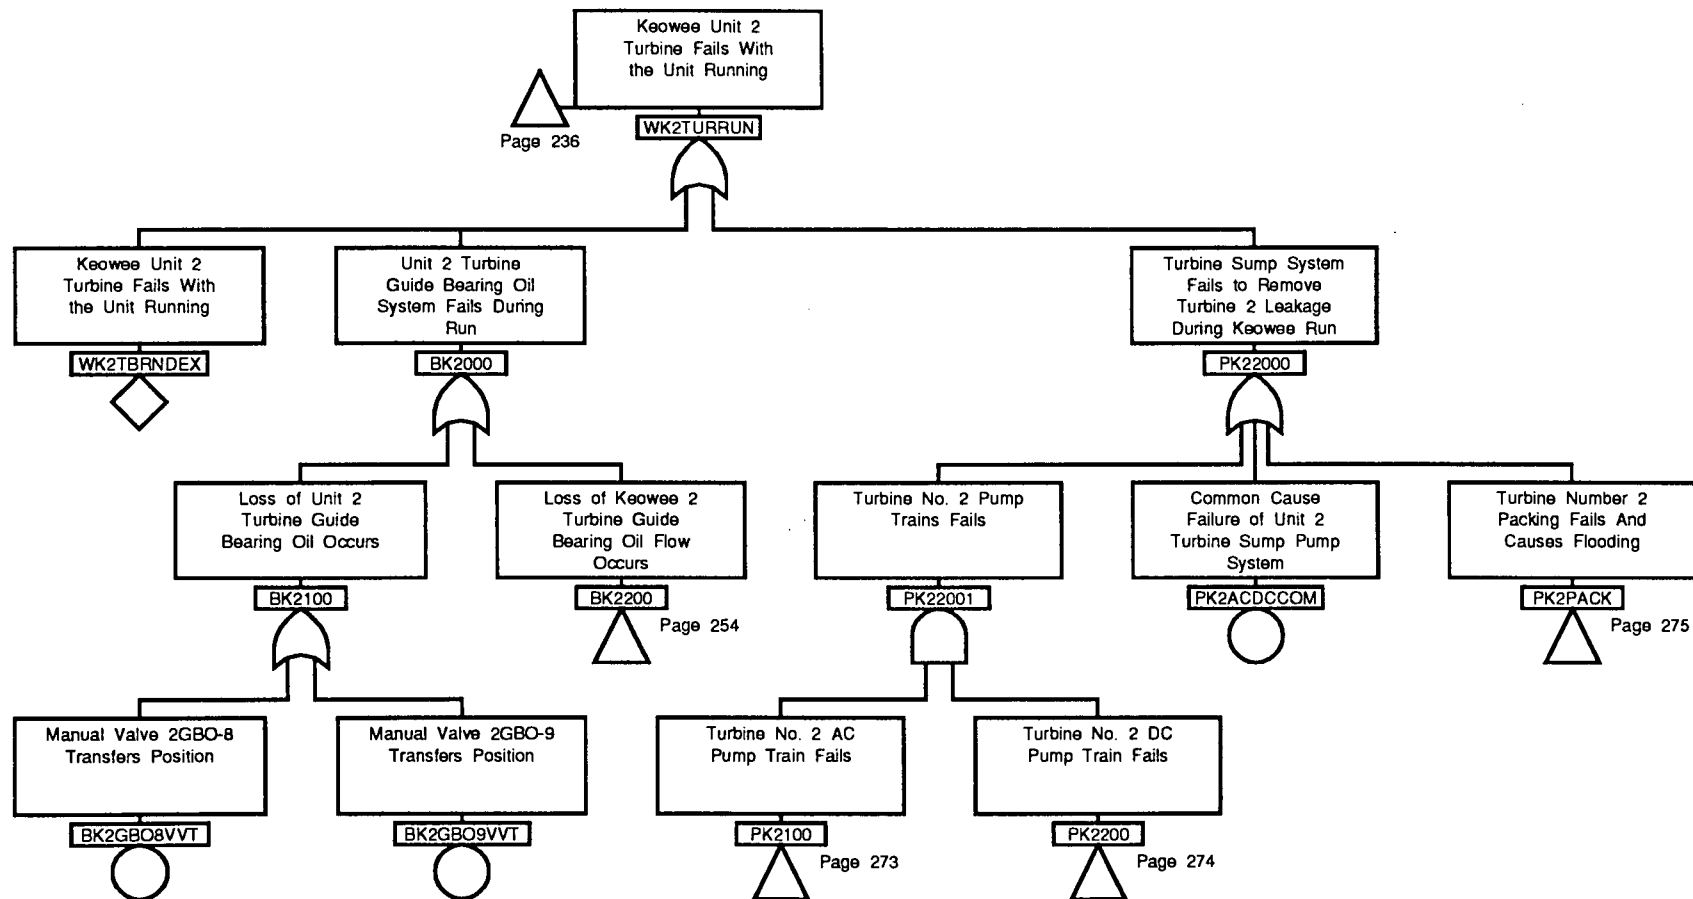 Keowee Unit 2
Turbine Fails With
the Unit Running
Page 236
WK2TURRUN
Keowee Unit 2
Turbine Fails With
the Unit Running
WK2TBRNDEX
Unit 2 Turbine
Guide Bearing Oil
System Fails During
Run
BK2000
Turbine Sump System
Fails to Remove
Turbine 2 Leakage
During Keowee Run
PK22000
Loss of Unit 2
Turbine Guide
Bearing Oil Occurs
BK2100
Loss of Keowee 2
Turbine Guide
Bearing Oil Flow
Occurs
BK2200
Page 254
Turbine No. 2 Pump
Trains Fails
PK22001
Common Cause
Failure of Unit 2
Turbine Sump Pump
System
PK2ACDCCOM
Turbine Number 2
Packing Fails And
Causes Flooding
PK2PACK
Page 275
Manual Valve 2GBO-8
Transfers Position
BK2GBO8VVT
Manual Valve 2GBO-9
Transfers Position
BK2GBO9VVT
Turbine No. 2 AC
Pump Train Fails
PK2100
Page 273
Turbine No. 2 DC
Pump Train Fails
PK2200
Page 274